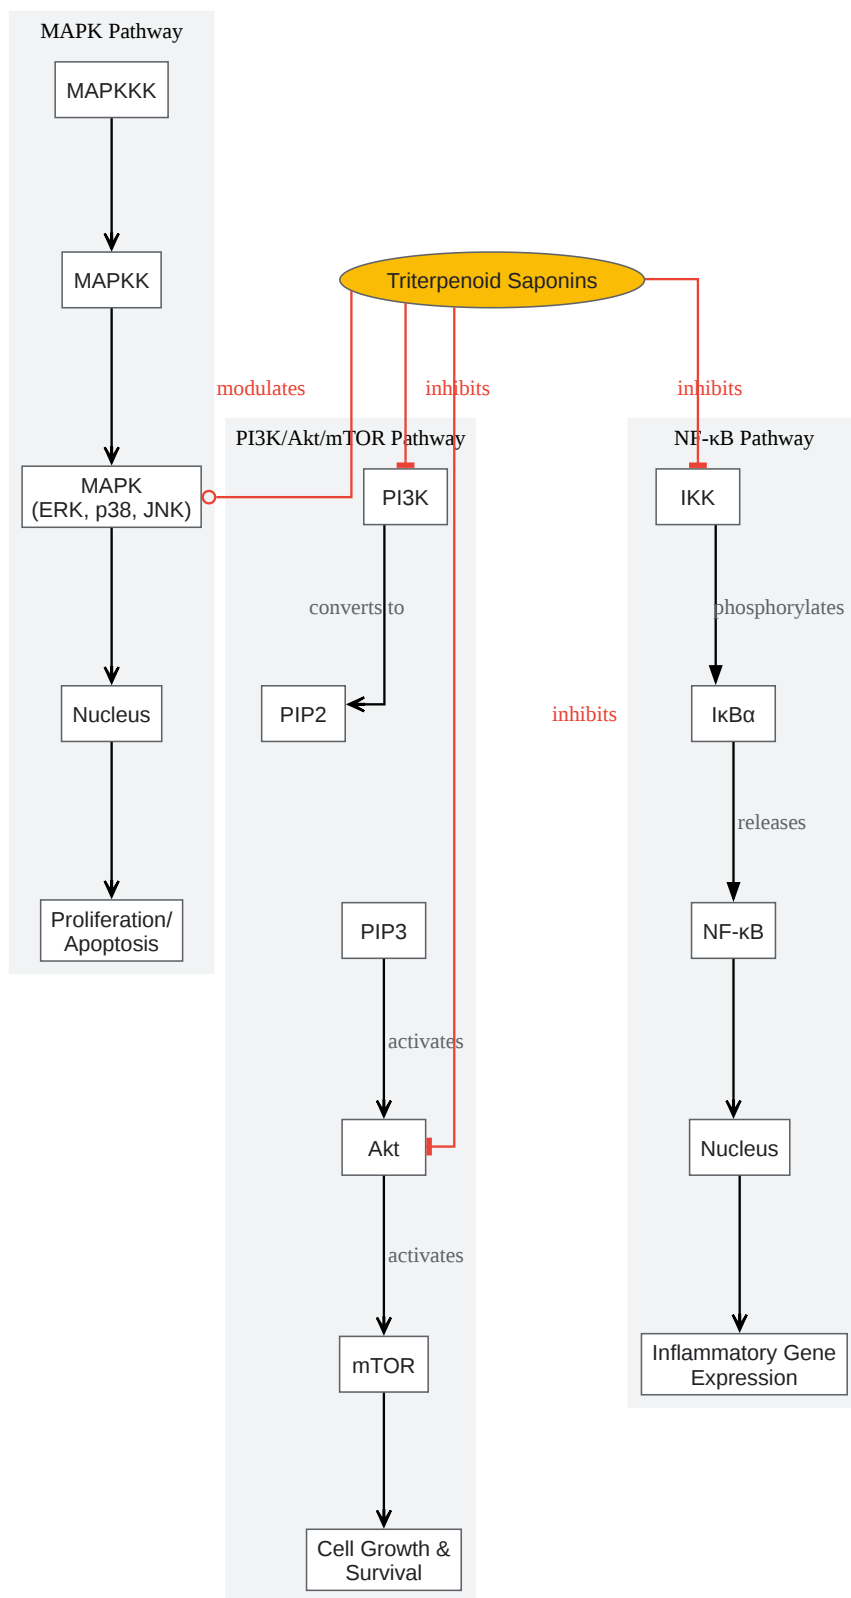 MAPK Pathway
MAPKKK
MAPKK
Triterpenoid Saponins
modulates
inhibits
inhibits
PI3K/Akt/mTOR Pathway
NF-κB Pathway
MAPK
(ERK, p38, JNK)
PI3K
IKK
converts to
phosphorylates
Nucleus
PIP2
inhibits
IκBα
releases
Proliferation/
Apoptosis
PIP3
NF-κB
activates
Akt
Nucleus
activates
mTOR
Inflammatory Gene
Expression
Cell Growth &
Survival